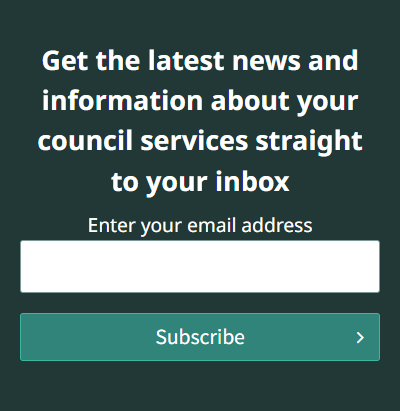 Get the latest news and
information about your
council services straight
to your inbox
Enter your email address
Subscribe